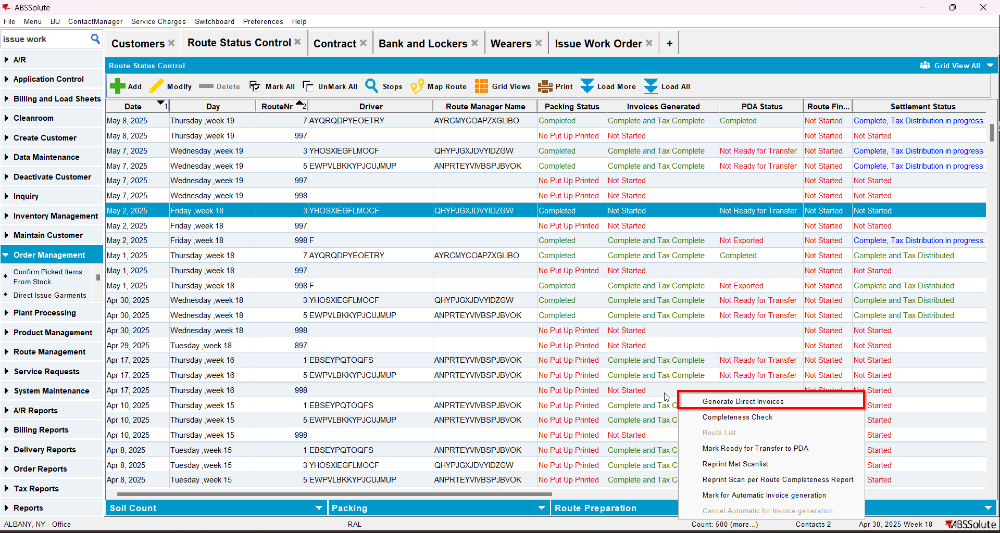 ABSSolute
File Menu BU ContactManager Service Charges Switchboard Preferences Help
issue work
Customers Route Status Control Contract Bank and Lockers Wearers Issue Work Order +
Route Status Control Grid View All
Add Modify Delete Mark All UnMark All Stops Map Route Grid Views Print Load More Load All
A/R
Application Control
Billing and Load Sheets
Cleanroom
Create Customer
Data Maintenance
Deactivate Customer
Inquiry
Inventory Management
Maintain Customer
Order Management
Confirm Picked Items
From Stock
Direct Issue Garments
Plant Processing
Product Management
Route Management
Service Requests
System Maintenance
A/R Reports
Billing Reports
Delivery Reports
Order Reports
Tax Reports
Reports
Date 1 Day RouteNr 2 Driver Route Manager Name Packing Status Invoices Generated PDA Status Route Fin... Settlement Status
May 8, 2025 Thursday ,week 19 7 AYQRQDPYEOETRY AYRCMYCOAPZXGLIBO Completed Complete and Tax Complete Completed Not Started Complete, Tax Distribution in progress
May 8, 2025 Thursday ,week 19 997 No Put Up Printed Not Started Not Started Not Started
May 7, 2025 Wednesday ,week 19 3 YHOSXIEGFLMOCF QHYPJGXJDVYIDZGW Completed Complete and Tax Complete Not Ready for Transfer Not Started Complete, Tax Distribution in progress
May 7, 2025 Wednesday ,week 19 5 EWPVLBKKYPJCUJMUP ANPRTEYVIVBSPJBVOK Completed Complete and Tax Complete Not Ready for Transfer Not Started Complete, Tax Distribution in progress
May 7, 2025 Wednesday ,week 19 997 No Put Up Printed Not Started Not Started Not Started
May 7, 2025 Wednesday ,week 19 998 No Put Up Printed Not Started Not Started Not Started
May 2, 2025 Friday ,week 18 3 YHOSXIEGFLMOCF QHYPJGXJDVYIDZGW Completed Not Started Not Ready for Transfer Not Started Not Started
May 2, 2025 Friday ,week 18 997 No Put Up Printed Not Started Not Started Not Started
May 2, 2025 Friday ,week 18 998 F Completed Complete and Tax Complete Not Exported Not Started Complete, Tax Distribution in progress
May 1, 2025 Thursday ,week 18 7 AYQRQDPYEOETRY AYRCMYCOAPZXGLIBO Completed Complete and Tax Complete Completed Not Started Complete and Tax Distributed
May 1, 2025 Thursday ,week 18 997 No Put Up Printed Not Started Not Started Not Started
May 1, 2025 Thursday ,week 18 998 F Completed Complete and Tax Complete Not Exported Not Started Complete and Tax Distributed
Apr 30, 2025 Wednesday ,week 18 3 YHOSXIEGFLMOCF QHYPJGXJDVYIDZGW Completed Complete and Tax Complete Not Ready for Transfer Not Started Complete and Tax Distributed
Apr 30, 2025 Wednesday ,week 18 5 EWPVLBKKYPJCUJMUP ANPRTEYVIVBSPJBVOK Completed Complete and Tax Complete Not Ready for Transfer Not Started Complete and Tax Distributed
Apr 30, 2025 Wednesday ,week 18 998 No Put Up Printed Not Started Not Started Not Started
Apr 29, 2025 Tuesday ,week 18 897 No Put Up Printed Not Started Not Started Not Started
Apr 17, 2025 Thursday ,week 16 1 EBSEYPQTOQFS ANPRTEYVIVBSPJBVOK No Put Up Printed Complete and Tax Complete Not Ready for Transfer Not Started Not Started
Apr 17, 2025 Thursday ,week 16 5 EWPVLBKKYPJCUJMUP ANPRTEYVIVBSPJBVOK No Put Up Printed Complete and Tax Complete Not Ready for Transfer Not Started Not Started
Apr 17, 2025 Thursday ,week 16 998 No Put Up Printed Not Started Not Started Not Started
Apr 10, 2025 Thursday ,week 15 1 EBSEYPQTOQFS ANPRTEYVIVBSPJBVOK No Put Up Printed Complete and Tax C Started
Apr 10, 2025 Thursday ,week 15 5 EWPVLBKKYPJCUJMUP ANPRTEYVIVBSPJBVOK No Put Up Printed Complete and Tax C Started
Apr 10, 2025 Thursday ,week 15 998 No Put Up Printed Not Started Started
Apr 8, 2025 Tuesday ,week 15 1 EBSEYPQTOQFS ANPRTEYVIVBSPJBVOK No Put Up Printed Complete and Tax C Started
Apr 8, 2025 Tuesday ,week 15 3 YHOSXIEGFLMOCF QHYPJGXJDVYIDZGW No Put Up Printed Complete and Tax C Started
Apr 8, 2025 Tuesday ,week 15 5 EWPVLBKKYPJCUJMUP ANPRTEYVIVBSPJBVOK No Put Up Printed Complete and Tax C Started
Generate Direct Invoices
Completeness Check
Route List
Mark Ready for Transfer to PDA
Reprint Mat Scanlist
Reprint Scan per Route Completeness Report
Mark for Automatic Invoice generation
Cancel Automatic for Invoice generation
Soil Count Packing Route Preparation
ALBANY, NY - Office RAL Count: 500 (more...) Contacts 2 Apr 30, 2025 Week 18 ABSSolute